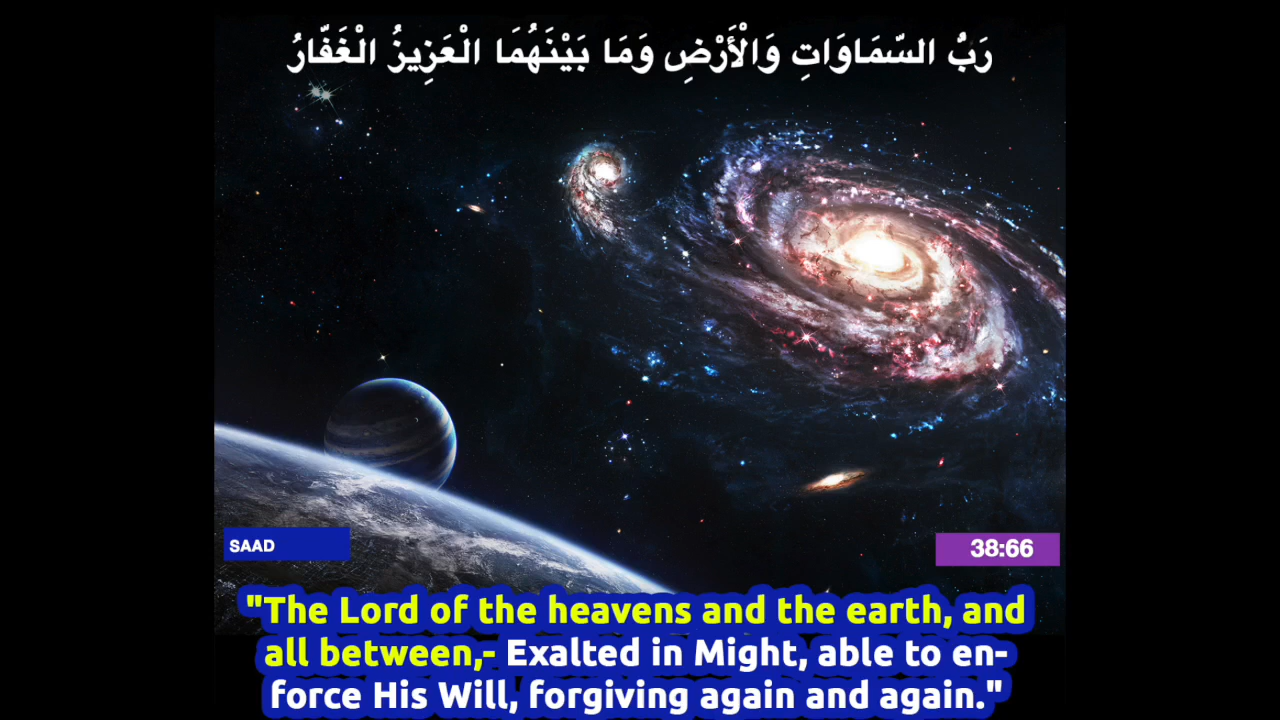 رَبُّ السَّمَاوَاتِ وَالْأَرْضِ وَمَا بَيْنَهُمَا الْعَزِيزُ الْغَفَّارُ
SAAD
38:66
"The Lord of the heavens and the earth, and
all between,- Exalted in Might, able to en-
force His Will, forgiving again and again."